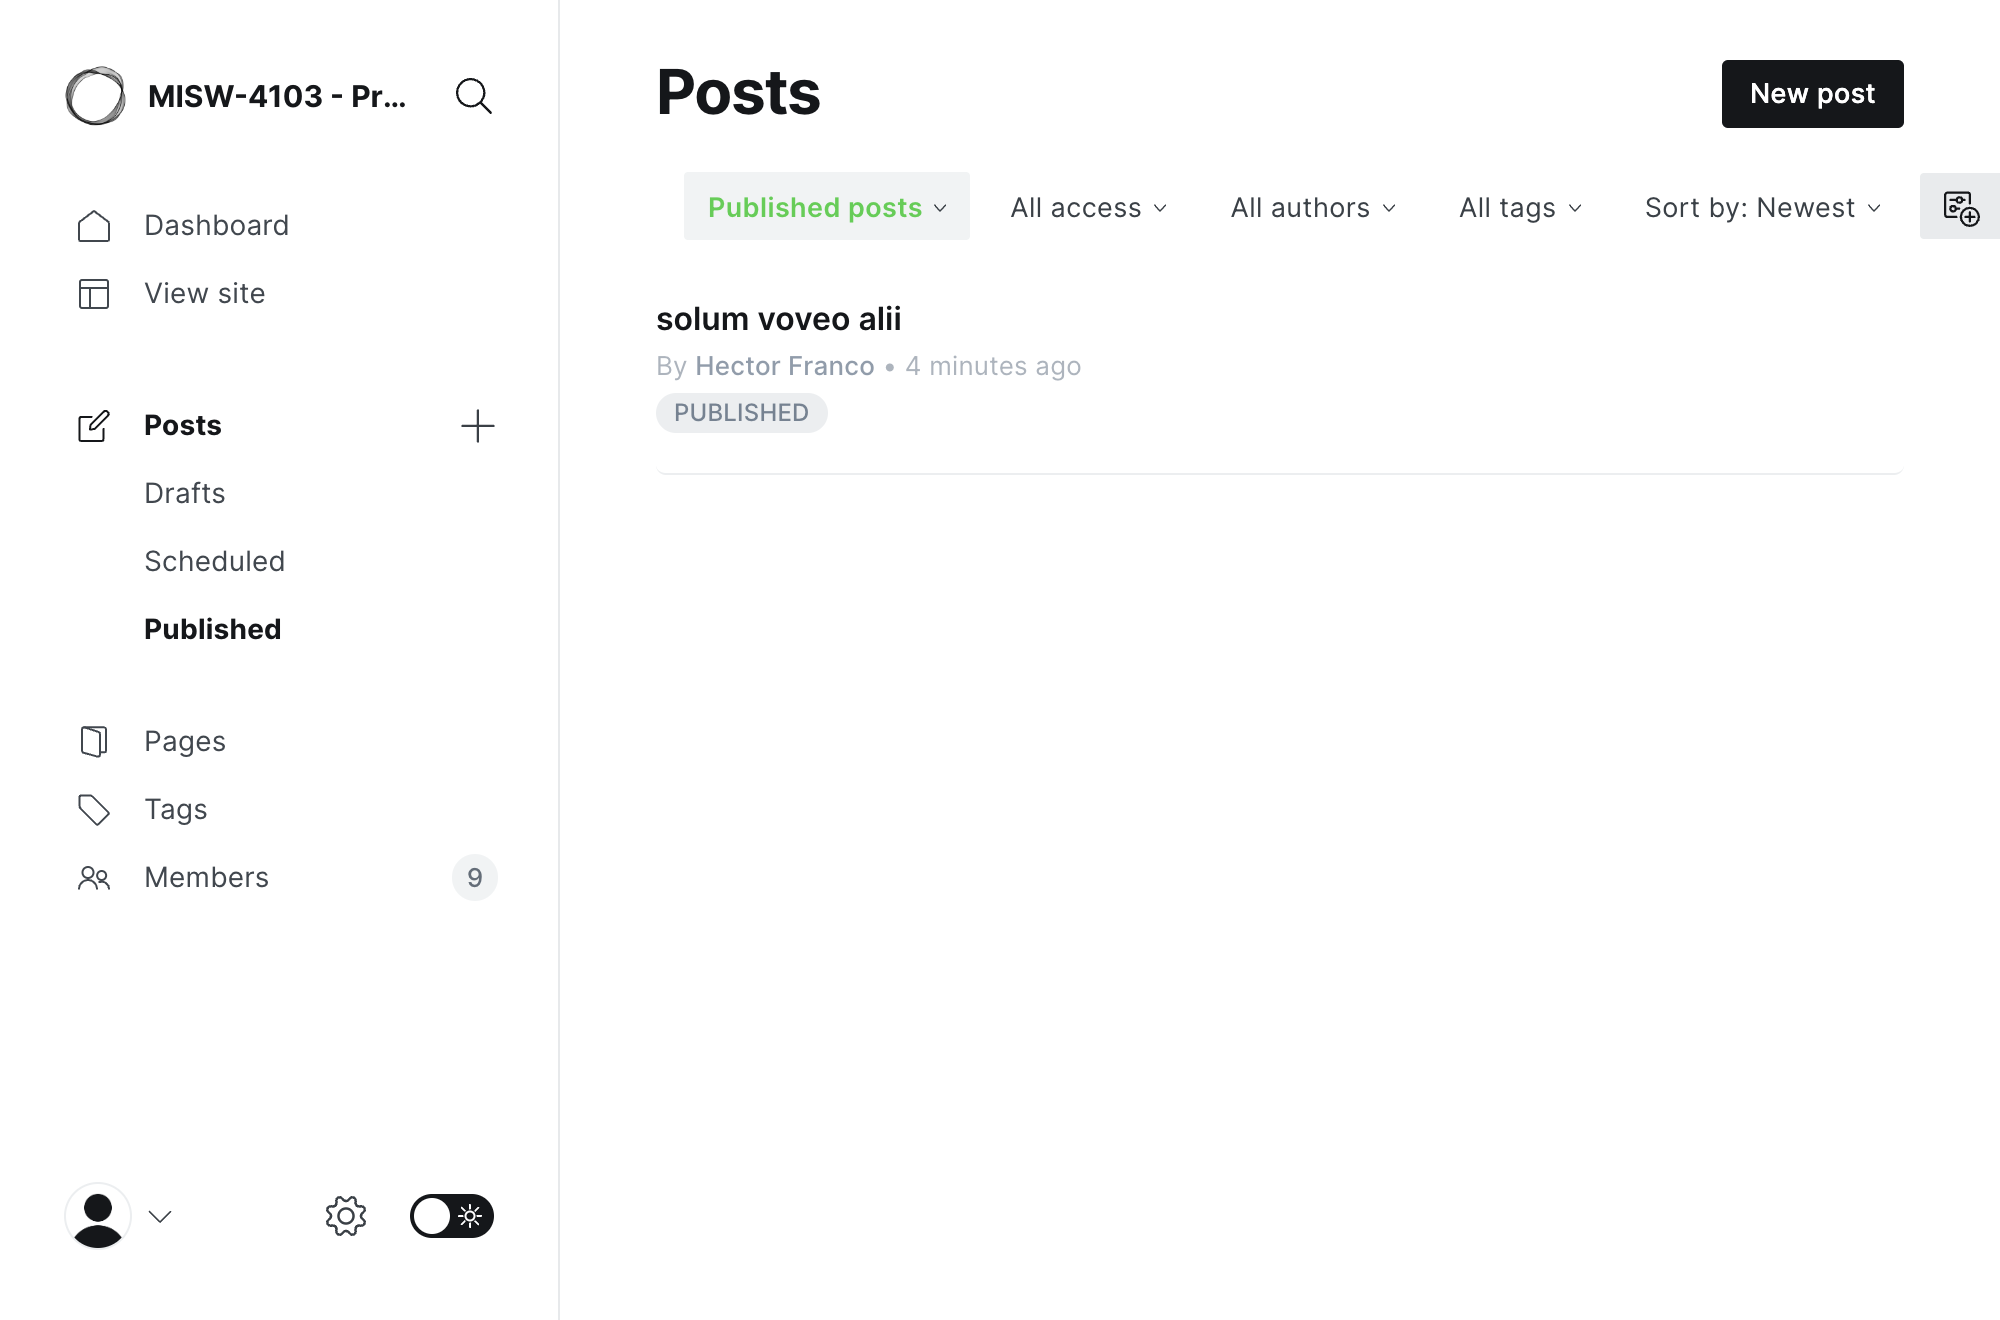 MISW-4103 - Pr...
Dashboard
View site
Posts
Drafts
Scheduled
Published
Pages
Tags
Members 9
Posts
New post
Published posts All access All authors All tags Sort by: Newest
solum voveo alii
By Hector Franco • 4 minutes ago
PUBLISHED